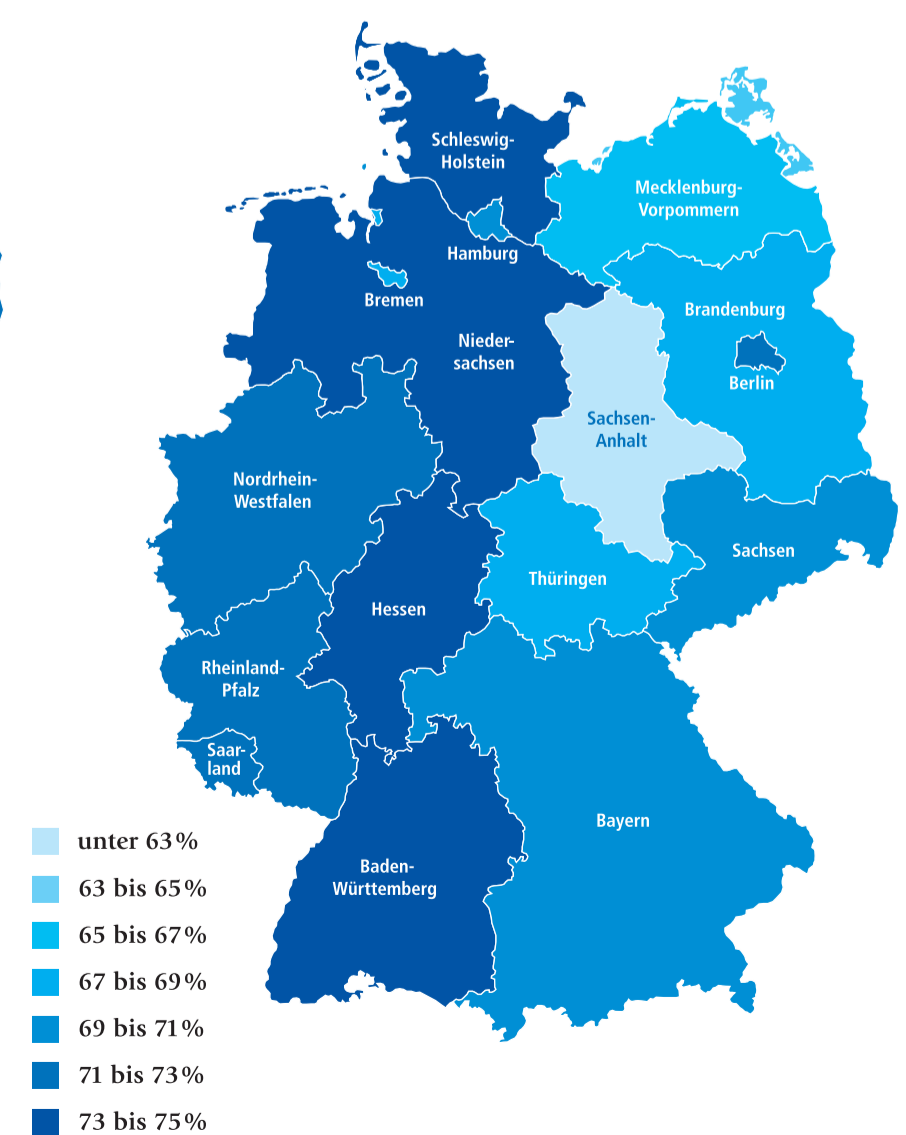 Schleswig-
Holstein
Mecklenburg-
Vorpommern
Hamburg
Bremen
Brandenburg
Nieder-
sachsen
Berlin
Sachsen-
Anhalt
Nordrhein-
Westfalen
Sachsen
Thüringen
Hessen
Rheinland-
Pfalz
Saar-
land
Bayern
Baden-
Württemberg
unter 63%
63 bis 65%
65 bis 67%
67 bis 69%
69 bis 71%
71 bis 73%
73 bis 75%